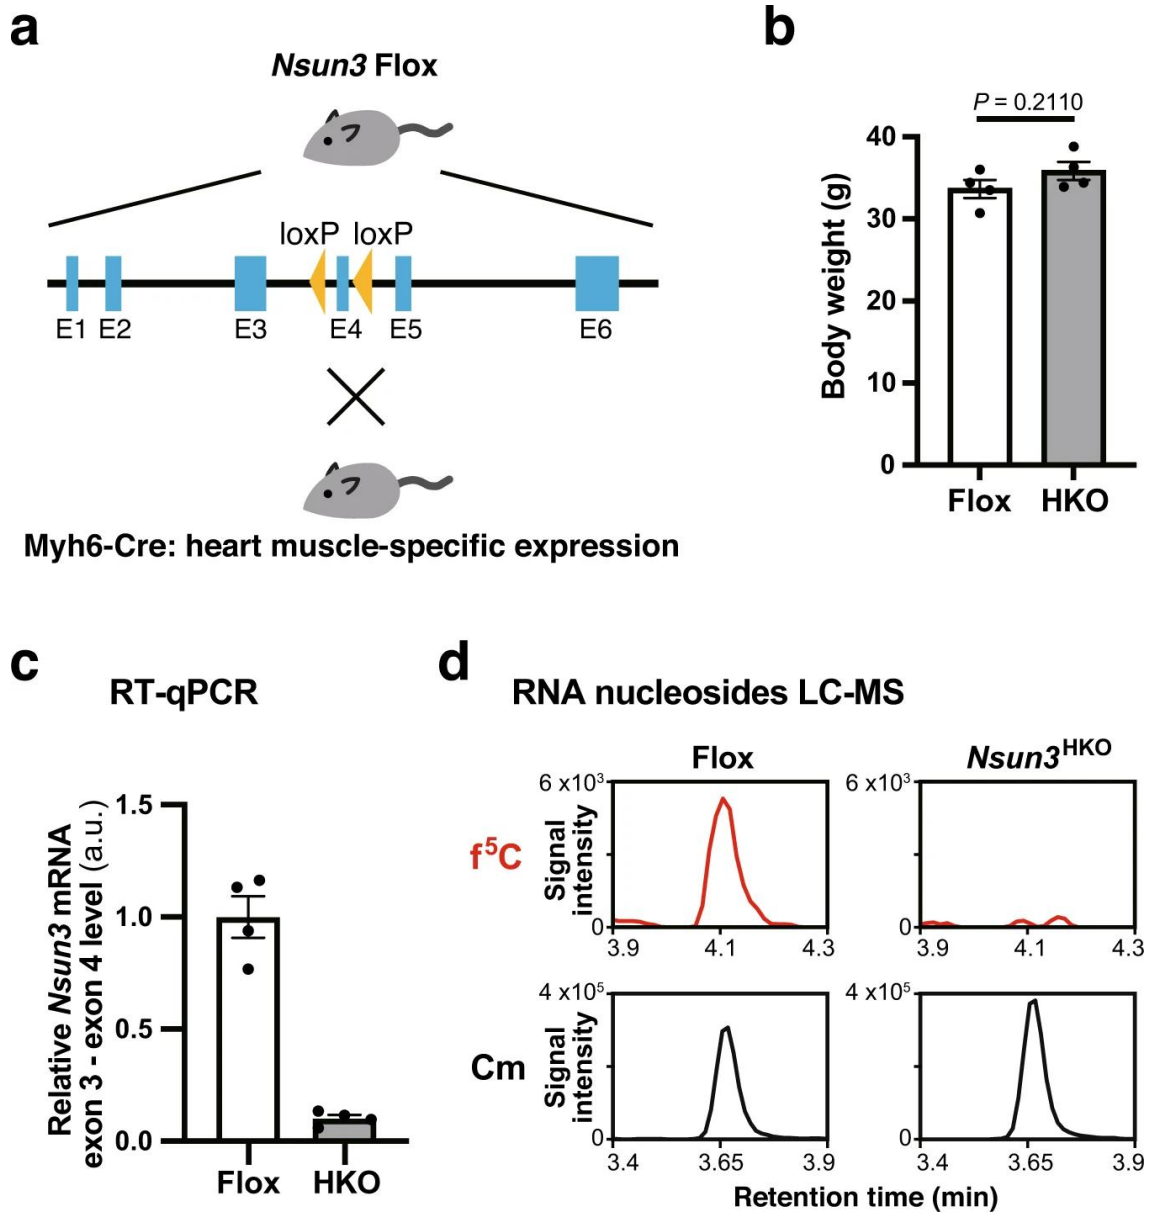 a
Nsun3 Flox
loxP loxP
E1 E2 E3 E4 E5 E6
Myh6-Cre: heart muscle-specific expression
b
P = 0.2110
Body weight (g)
40
30
20
10
0
Flox HKO
c
RT-qPCR
Relative Nsun3 mRNA
exon 3 - exon 4 level (a.u.)
1.5
1.0
0.5
0.0
Flox HKO
d
RNA nucleosides LC-MS
Flox Nsun3ᴴᴷᴼ
f⁵C
Signal
intensity
6 x10³ 6 x10³
0 0
3.9 4.1 4.3 3.9 4.1 4.3
Cm
Signal
intensity
4 x10⁵ 4 x10⁵
0 0
3.4 3.65 3.9 3.4 3.65 3.9
Retention time (min)